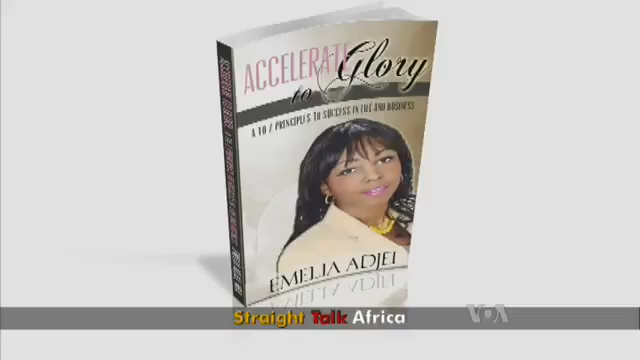 ACCELERATE
to Glory
A TO Z PRINCIPLES TO SUCCESS IN LIFE AND BUSINESS
EMELIA ADJEI
Straight Talk Africa
VOA